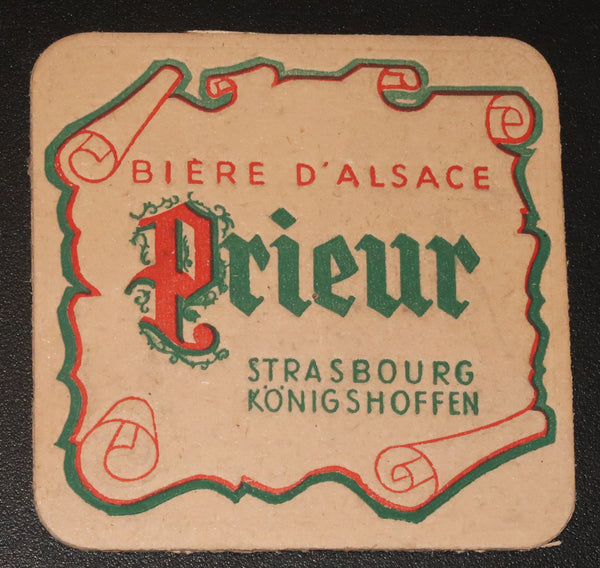 BIÈRE D'ALSACE
Prieur
STRASBOURG
KÖNIGSHOFFEN